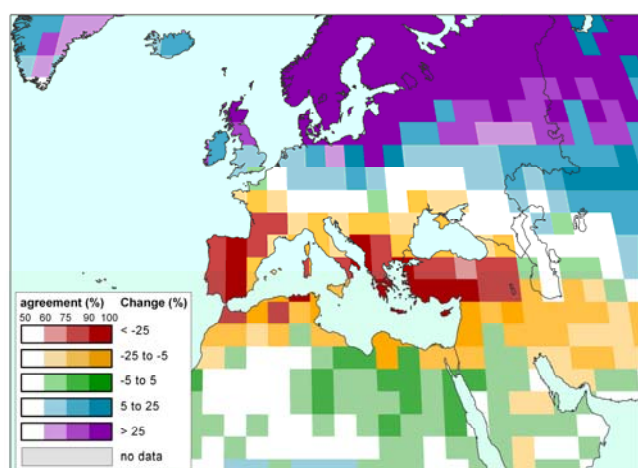 agreement (%) Change (%)
50 60 75 90 100
< -25
-25 to -5
-5 to 5
5 to 25
> 25
no data